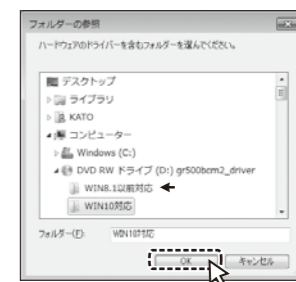 フォルダーの参照
ハードウェアのドライバーを含むフォルダーを選んでください。
デスクトップ
ライブラリ
KATO
コンピューター
Windows (C:)
DVD RW ドライブ (D:) gr500bcm2_driver
WIN8.1以前対応
WIN10対応
フォルダー(F):
WIN10対応
OK
キャンセル